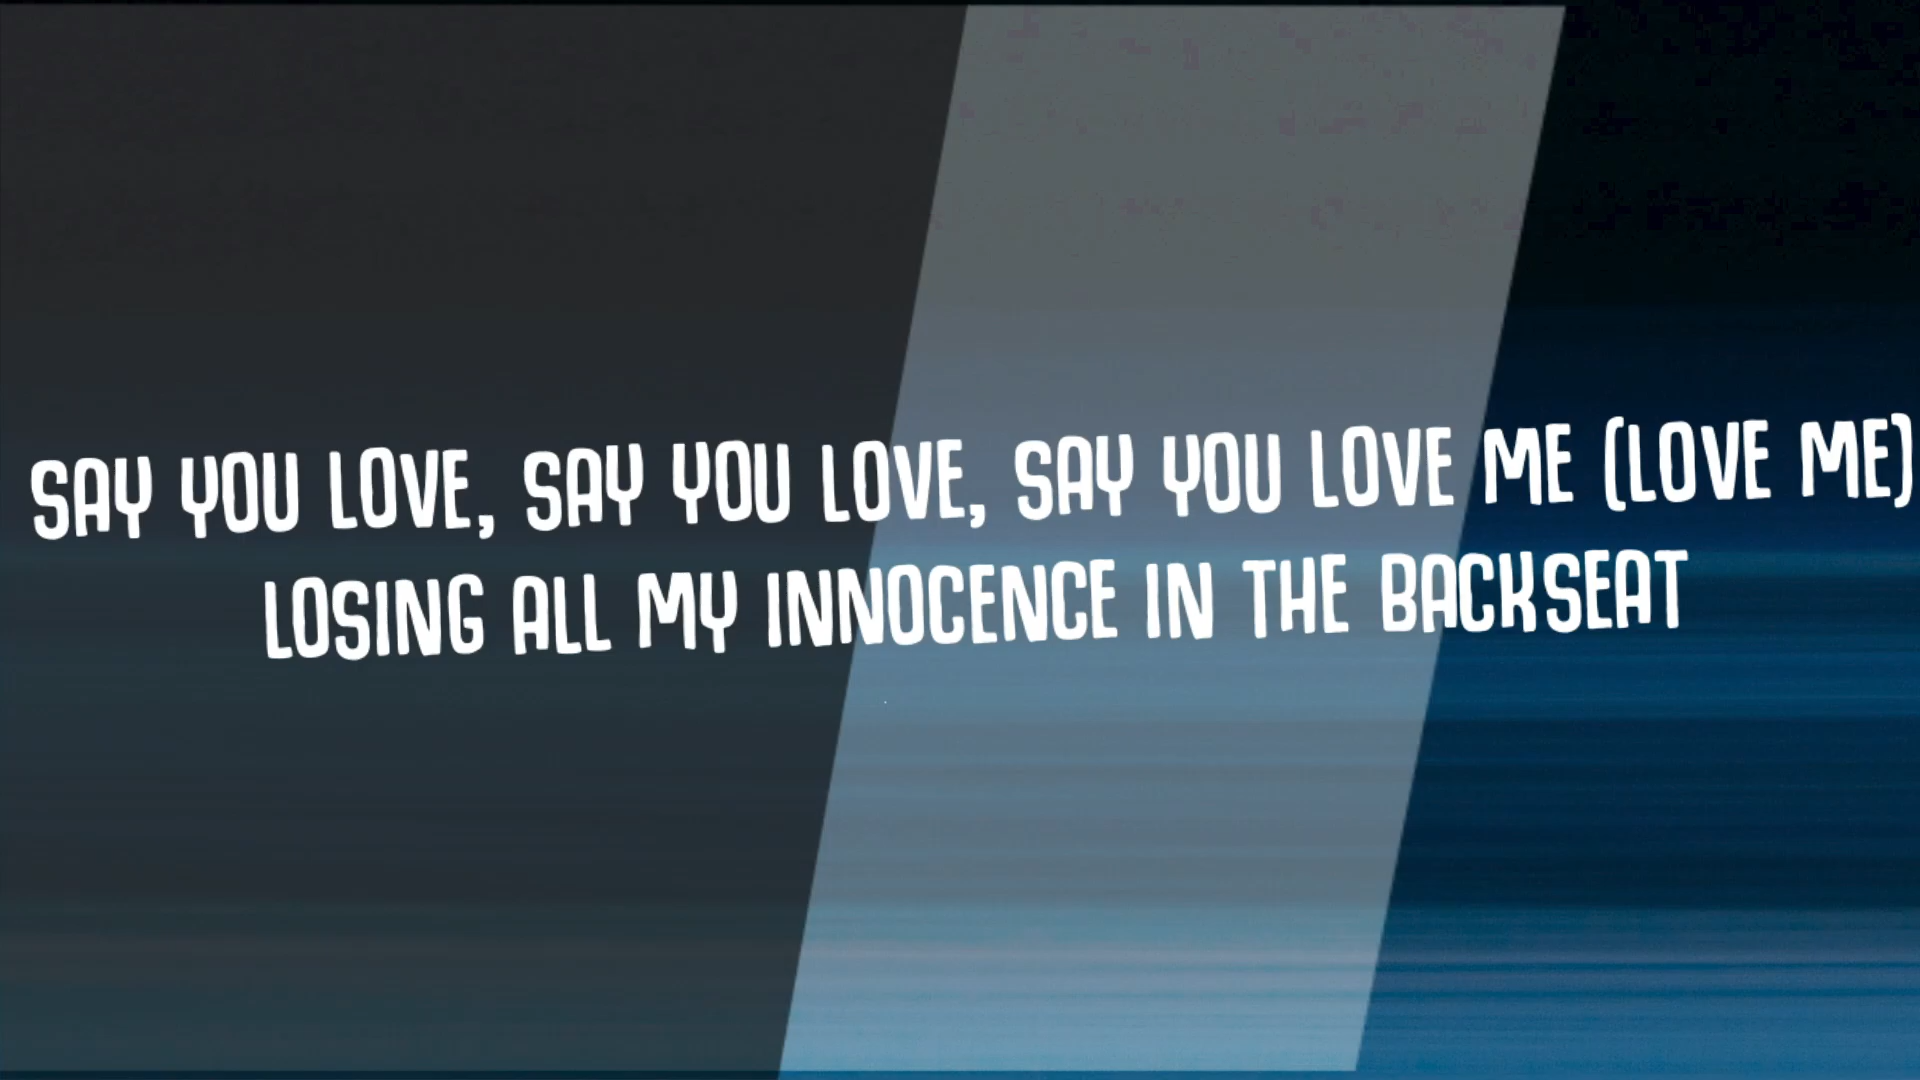 SAY YOU LOVE, SAY YOU LOVE, SAY YOU LOVE ME (LOVE ME)
LOSING ALL MY INNOCENCE IN THE BACKSEAT